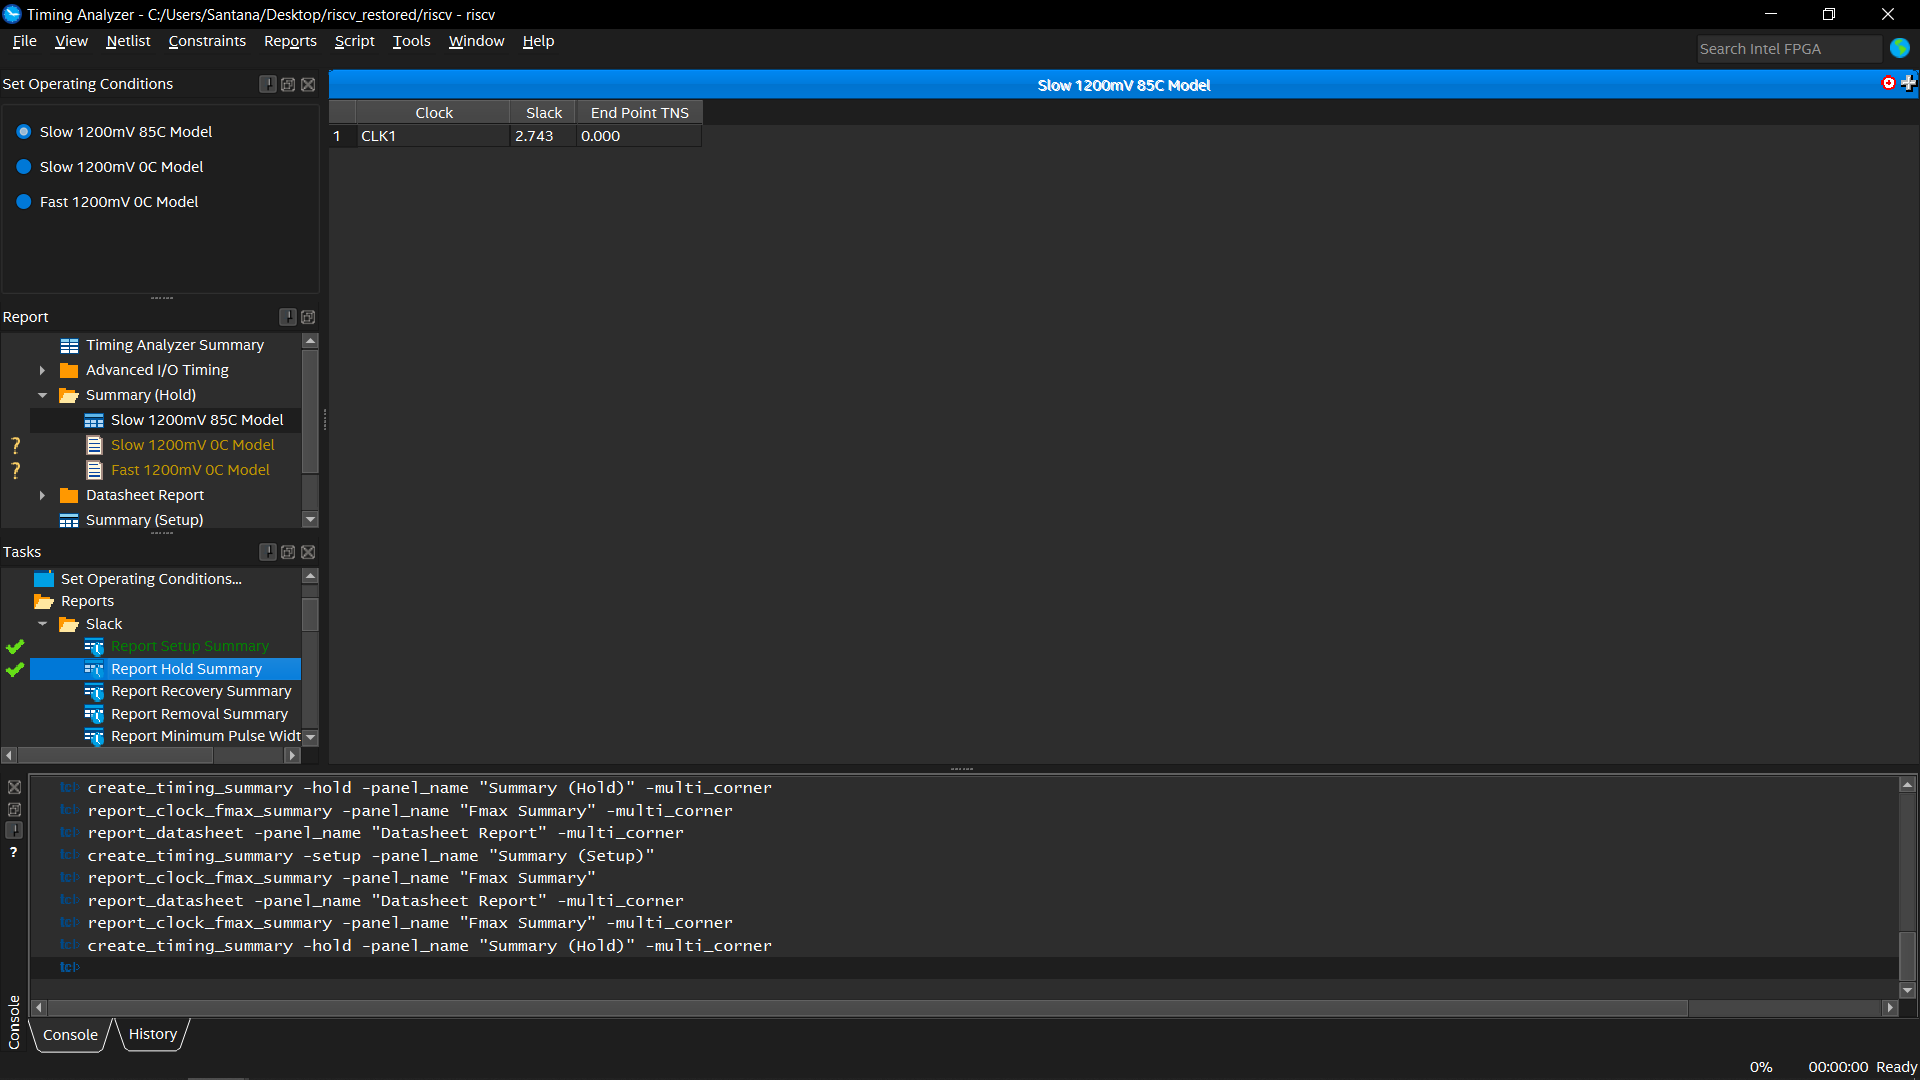 Timing Analyzer - C:/Users/Santana/Desktop/riscv_restored/riscv - riscv
File View Netlist Constraints Reports Script Tools Window Help
Search Intel FPGA
Set Operating Conditions
Slow 1200mV 85C Model
Slow 1200mV 0C Model
Fast 1200mV 0C Model
Slow 1200mV 85C Model
Clock Slack End Point TNS
1 CLK1 2.743 0.000
Report
Timing Analyzer Summary
Advanced I/O Timing
Summary (Hold)
Slow 1200mV 85C Model
? Slow 1200mV 0C Model
? Fast 1200mV 0C Model
Datasheet Report
Summary (Setup)
Tasks
Set Operating Conditions...
Reports
Slack
Report Setup Summary
Report Hold Summary
Report Recovery Summary
Report Removal Summary
Report Minimum Pulse Widt
tcl> create_timing_summary -hold -panel_name "Summary (Hold)" -multi_corner
tcl> report_clock_fmax_summary -panel_name "Fmax Summary" -multi_corner
tcl> report_datasheet -panel_name "Datasheet Report" -multi_corner
tcl> create_timing_summary -setup -panel_name "Summary (Setup)"
tcl> report_clock_fmax_summary -panel_name "Fmax Summary"
tcl> report_datasheet -panel_name "Datasheet Report" -multi_corner
tcl> report_clock_fmax_summary -panel_name "Fmax Summary" -multi_corner
tcl> create_timing_summary -hold -panel_name "Summary (Hold)" -multi_corner
tcl>
?
Console
Console History
0% 00:00:00 Ready